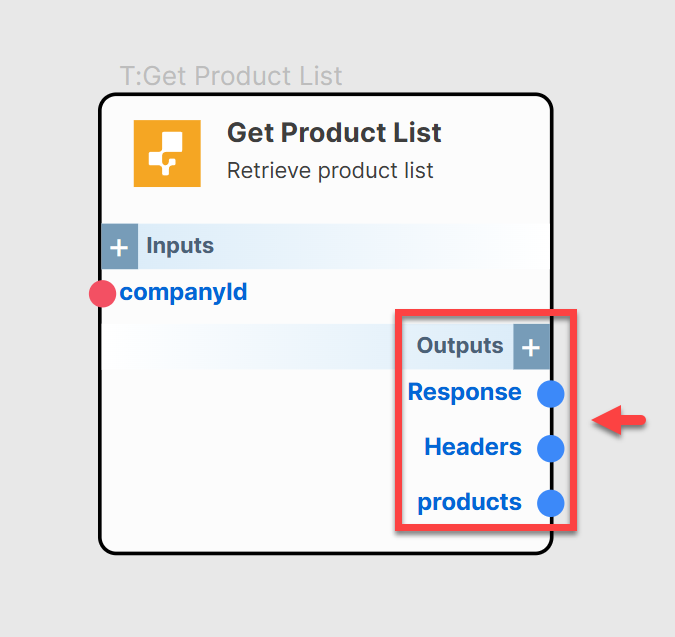 T:Get Product List
Get Product List
Retrieve product list
+ Inputs
companyId
Outputs +
Response
Headers
products